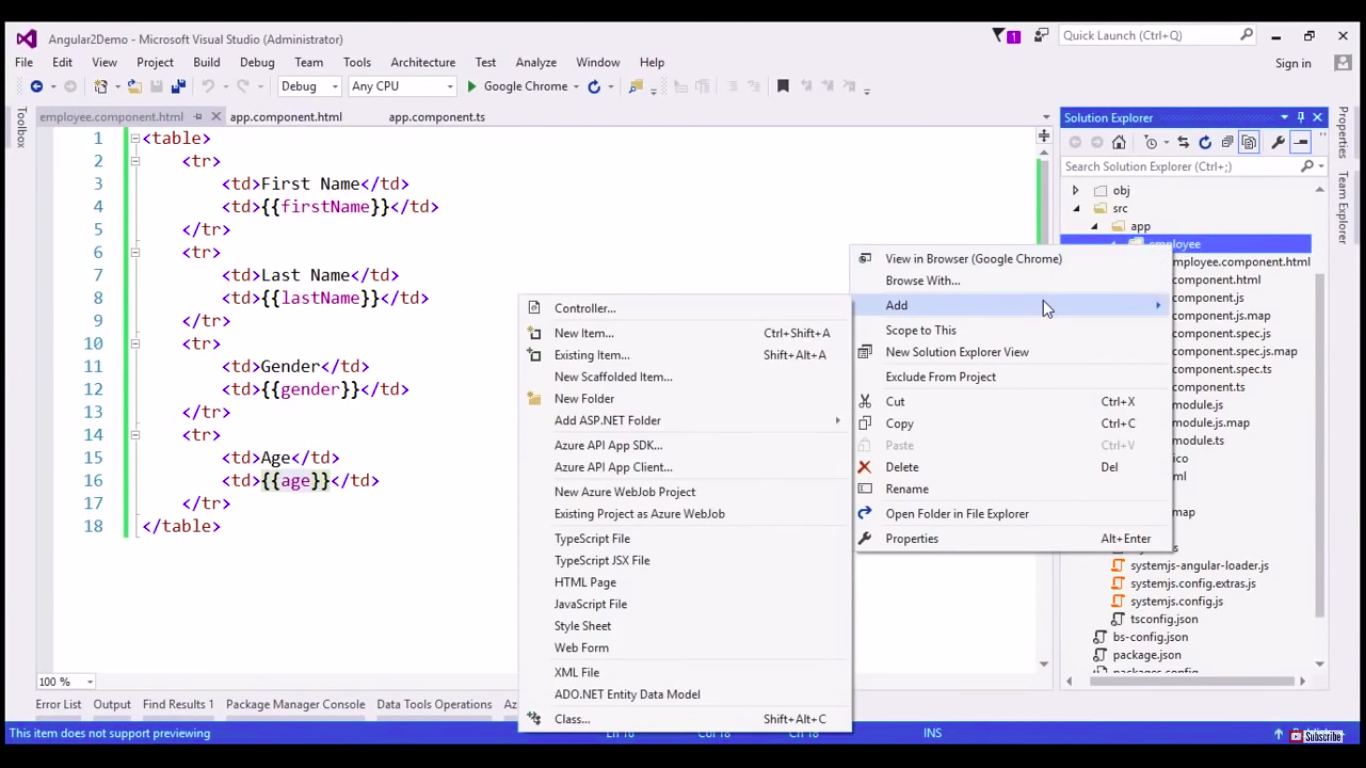 Angular2Demo - Microsoft Visual Studio (Administrator)
1
Quick Launch (Ctrl+Q)
File Edit View Project Build Debug Team Tools Architecture Test Analyze Window Help
Sign in
Debug Any CPU Google Chrome
Toolbox
employee.component.html app.component.html app.component.ts
1 <table>
2 <tr>
3 <td>First Name</td>
4 <td>{{firstName}}</td>
5 </tr>
6 <tr>
7 <td>Last Name</td>
8 <td>{{lastName}}</td>
9 </tr>
10 <tr>
11 <td>Gender</td>
12 <td>{{gender}}</td>
13 </tr>
14 <tr>
15 <td>Age</td>
16 <td>{{age}}</td>
17 </tr>
18 </table>
100 %
Controller...
New Item... Ctrl+Shift+A
Existing Item... Shift+Alt+A
New Scaffolded Item...
New Folder
Add ASP.NET Folder
Azure API App SDK...
Azure API App Client...
New Azure WebJob Project
Existing Project as Azure WebJob
TypeScript File
TypeScript JSX File
HTML Page
JavaScript File
Style Sheet
Web Form
XML File
ADO.NET Entity Data Model
Class... Shift+Alt+C
View in Browser (Google Chrome)
Browse With...
Add
Scope to This
New Solution Explorer View
Exclude From Project
Cut Ctrl+X
Copy Ctrl+C
Paste Ctrl+V
Delete Del
Rename
Open Folder in File Explorer
Properties Alt+Enter
Solution Explorer
Search Solution Explorer (Ctrl+;)
obj
src
app
employee
mployee.component.html
component.html
component.js
component.js.map
component.spec.js
component.spec.js.map
component.spec.ts
component.ts
module.js
module.js.map
module.ts
ico
ml
map
s
systemjs-angular-loader.js
systemjs.config.extras.js
systemjs.config.js
tsconfig.json
bs-config.json
package.json
packages.config
Properties
Team Explorer
Error List Output Find Results 1 Package Manager Console Data Tools Operations Az
This item does not support previewing
Ln 16 Col 18 Ch 18 INS
Subscribe